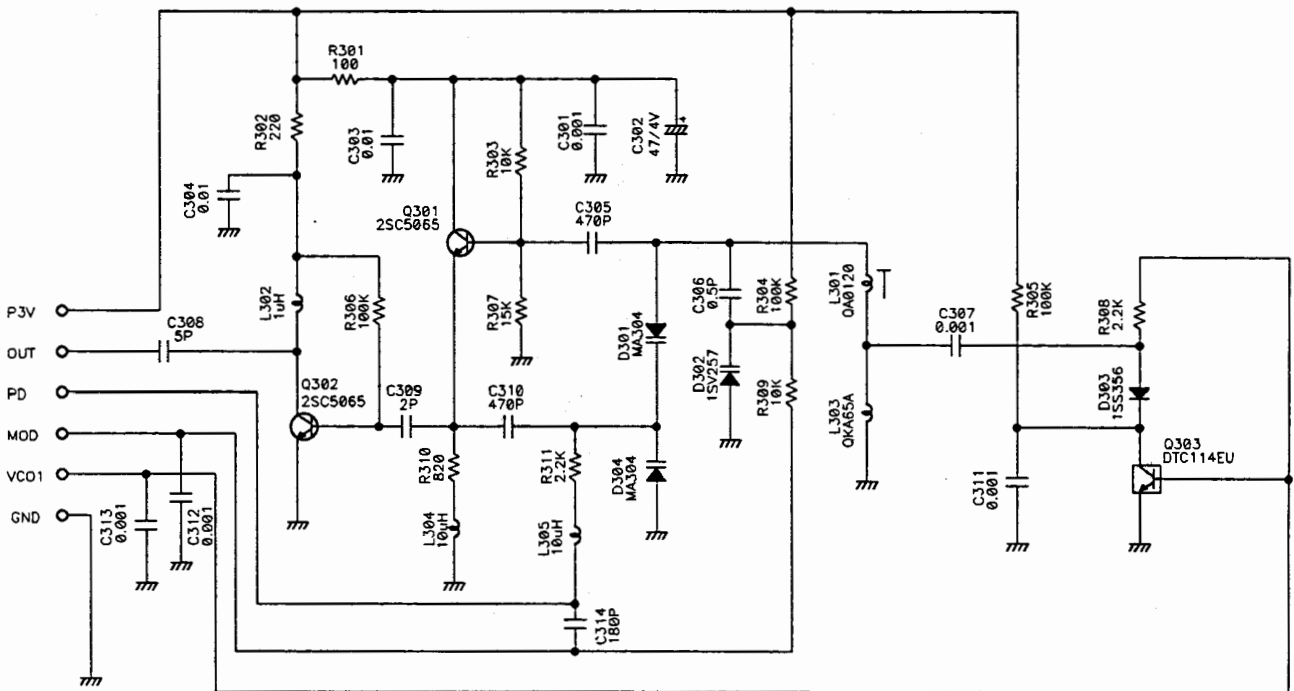 R301
100
R302
220
C303
0.01
R303
10K
C301
0.001
C302
47/4V
+
C304
0.01
Q301
2SC5065
C305
470P
L302
1uH
R306
100K
R307
15K
D301
MA304
C306
0.5P
R304
100K
L301
QA0120
R305
100K
R308
2.2K
P3V
C308
5P
C307
0.001
OUT
D302
1SV257
R309
10K
D303
1SS356
PD
Q302
2SC5065
C309
2P
C310
470P
L303
QKA65A
MOD
R310
820
R311
2.2K
D304
MA304
Q303
DTC114EU
VCO1
C311
0.001
GND
C313
0.001
C312
0.001
L304
10uH
L305
10uH
C314
180P